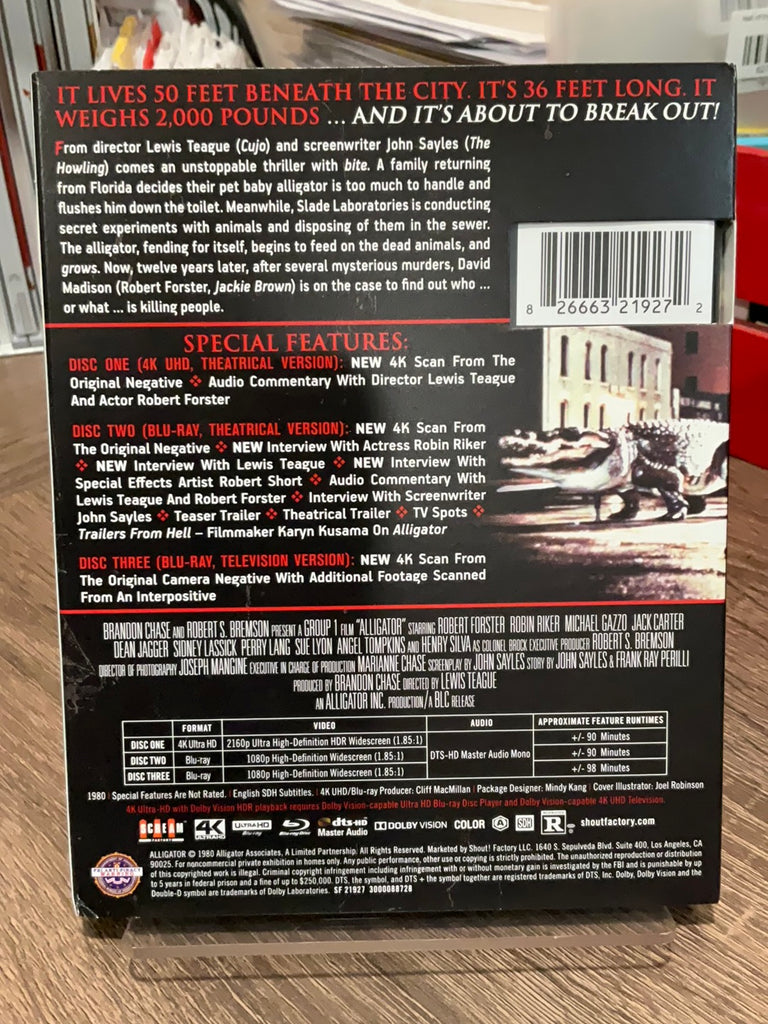 IT LIVES 50 FEET BENEATH THE CITY. IT'S 36 FEET LONG. IT
WEIGHS 2,000 POUNDS ... AND IT'S ABOUT TO BREAK OUT!
From director Lewis Teague (Cujo) and screenwriter John Sayles (The
Howling) comes an unstoppable thriller with bite. A family returning
from Florida decides their pet baby alligator is too much to handle and
flushes him down the toilet. Meanwhile, Slade Laboratories is conducting
secret experiments with animals and disposing of them in the sewer.
The alligator, fending for itself, begins to feed on the dead animals, and
grows. Now, twelve years later, after several mysterious murders, David
Madison (Robert Forster, Jackie Brown) is on the case to find out who ...
or what ... is killing people.
8 26663 21927 2
SPECIAL FEATURES:
DISC ONE (4K UHD, THEATRICAL VERSION): NEW 4K Scan From The
Original Negative ❖ Audio Commentary With Director Lewis Teague
And Actor Robert Forster
DISC TWO (BLU-RAY, THEATRICAL VERSION): NEW 4K Scan From
The Original Negative ❖ NEW Interview With Actress Robin Riker
❖ NEW Interview With Lewis Teague ❖ NEW Interview With
Special Effects Artist Robert Short ❖ Audio Commentary With
Lewis Teague And Robert Forster ❖ Interview With Screenwriter
John Sayles ❖ Teaser Trailer ❖ Theatrical Trailer ❖ TV Spots ❖
Trailers From Hell – Filmmaker Karyn Kusama On Alligator
DISC THREE (BLU-RAY, TELEVISION VERSION): NEW 4K Scan From
The Original Camera Negative With Additional Footage Scanned
From An Interpositive
BRANDON CHASE AND ROBERT S. BREMSON PRESENT A GROUP 1 FILM "ALLIGATOR" STARRING ROBERT FORSTER ROBIN RIKER MICHAEL GAZZO JACK CARTER
DEAN JAGGER SIDNEY LASSICK PERRY LANG SUE LYON ANGEL TOMPKINS AND HENRY SILVA AS COLONEL BROCK EXECUTIVE PRODUCER ROBERT S. BREMSON
DIRECTOR OF PHOTOGRAPHY JOSEPH MANGINE EXECUTIVE IN CHARGE OF PRODUCTION MARIANNE CHASE SCREENPLAY BY JOHN SAYLES STORY BY JOHN SAYLES & FRANK RAY PERILLI
PRODUCED BY BRANDON CHASE DIRECTED BY LEWIS TEAGUE
AN ALLIGATOR INC. PRODUCTION/A BLC RELEASE
FORMAT VIDEO AUDIO APPROXIMATE FEATURE RUNTIMES
DISC ONE 4K Ultra HD 2160p Ultra High-Definition HDR Widescreen (1.85:1) +/- 90 Minutes
DISC TWO Blu-ray 1080p High-Definition Widescreen (1.85:1) DTS-HD Master Audio Mono +/- 90 Minutes
DISC THREE Blu-ray 1080p High-Definition Widescreen (1.85:1) +/- 98 Minutes
1980 | Special Features Are Not Rated. | English SDH Subtitles. | 4K UHD/Blu-ray Producer: Cliff MacMillan | Package Designer: Mindy Kang | Cover Illustrator: Joel Robinson
4K Ultra-HD with Dolby Vision HDR playback requires Dolby Vision-capable Ultra HD Blu-ray Disc Player and Dolby Vision-capable 4K UHD Television.
SCREAM FACTORY 4K ULTRA HD ULTRA HD Blu-ray Blu-ray dts-HD Master Audio DOLBY VISION COLOR A SDH R shoutfactory.com
ALLIGATOR © 1980 Alligator Associates, A Limited Partnership. All Rights Reserved. Marketed by Shout! Factory LLC. 1640 S. Sepulveda Blvd. Suite 400, Los Angeles, CA
90025. For noncommercial private exhibition in homes only. Any public performance, other use or copying is strictly prohibited. The unauthorized reproduction or distribution
of this copyrighted work is illegal. Criminal copyright infringement including infringement with or without monetary gain is investigated by the FBI and is punishable by up
to 5 years in federal prison and a fine of up to $250,000. DTS, the symbol, and DTS + the symbol together are registered trademarks of DTS, Inc. Dolby, Dolby Vision and the
Double-D symbol are trademarks of Dolby Laboratories. SF 21927 3000088728